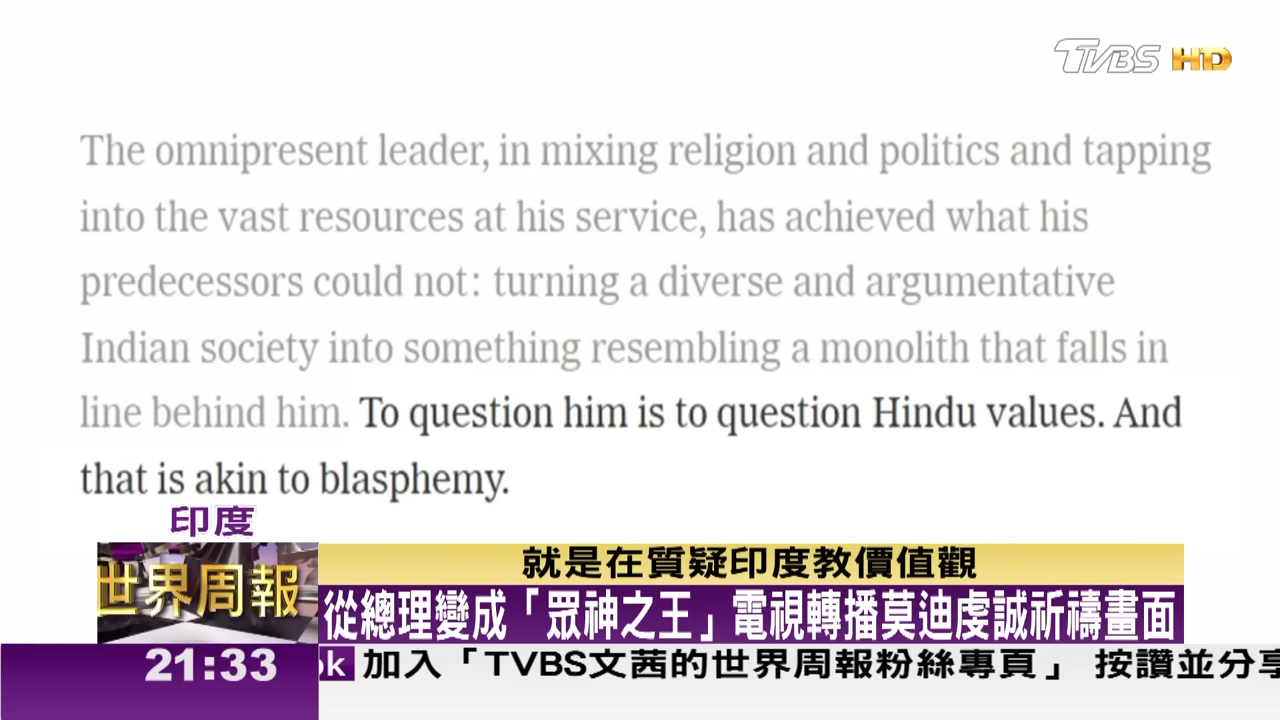 TVBS HD
The omnipresent leader, in mixing religion and politics and tapping
into the vast resources at his service, has achieved what his
predecessors could not: turning a diverse and argumentative
Indian society into something resembling a monolith that falls in
line behind him. To question him is to question Hindu values. And
that is akin to blasphemy.
印度
世界周報
就是在質疑印度教價值觀
從總理變成「眾神之王」電視轉播莫迪虔誠祈禱畫面
21:33
ok 加入「TVBS文茜的世界周報粉絲專頁」 按讚並分享